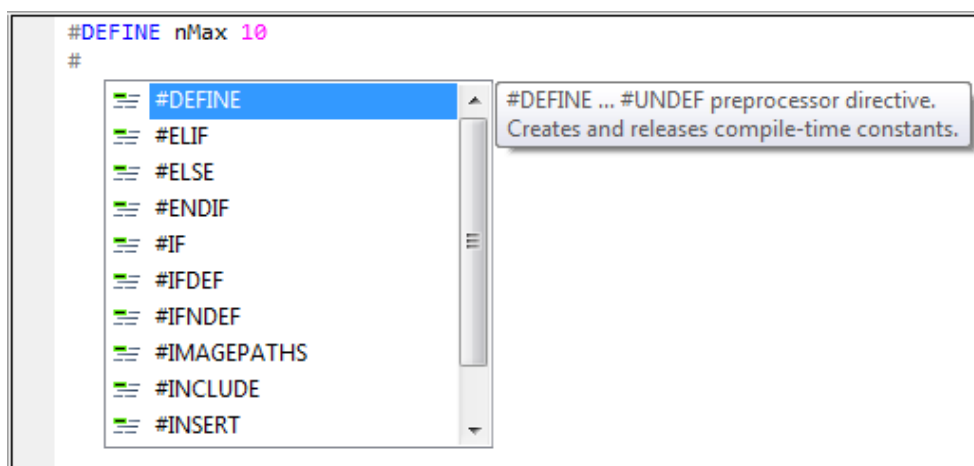 #DEFINE nMax 10
#
#DEFINE
#DEFINE ... #UNDEF preprocessor directive.
Creates and releases compile-time constants.
#ELIF
#ELSE
#ENDIF
#IF
#IFDEF
#IFNDEF
#IMAGEPATHS
#INCLUDE
#INSERT